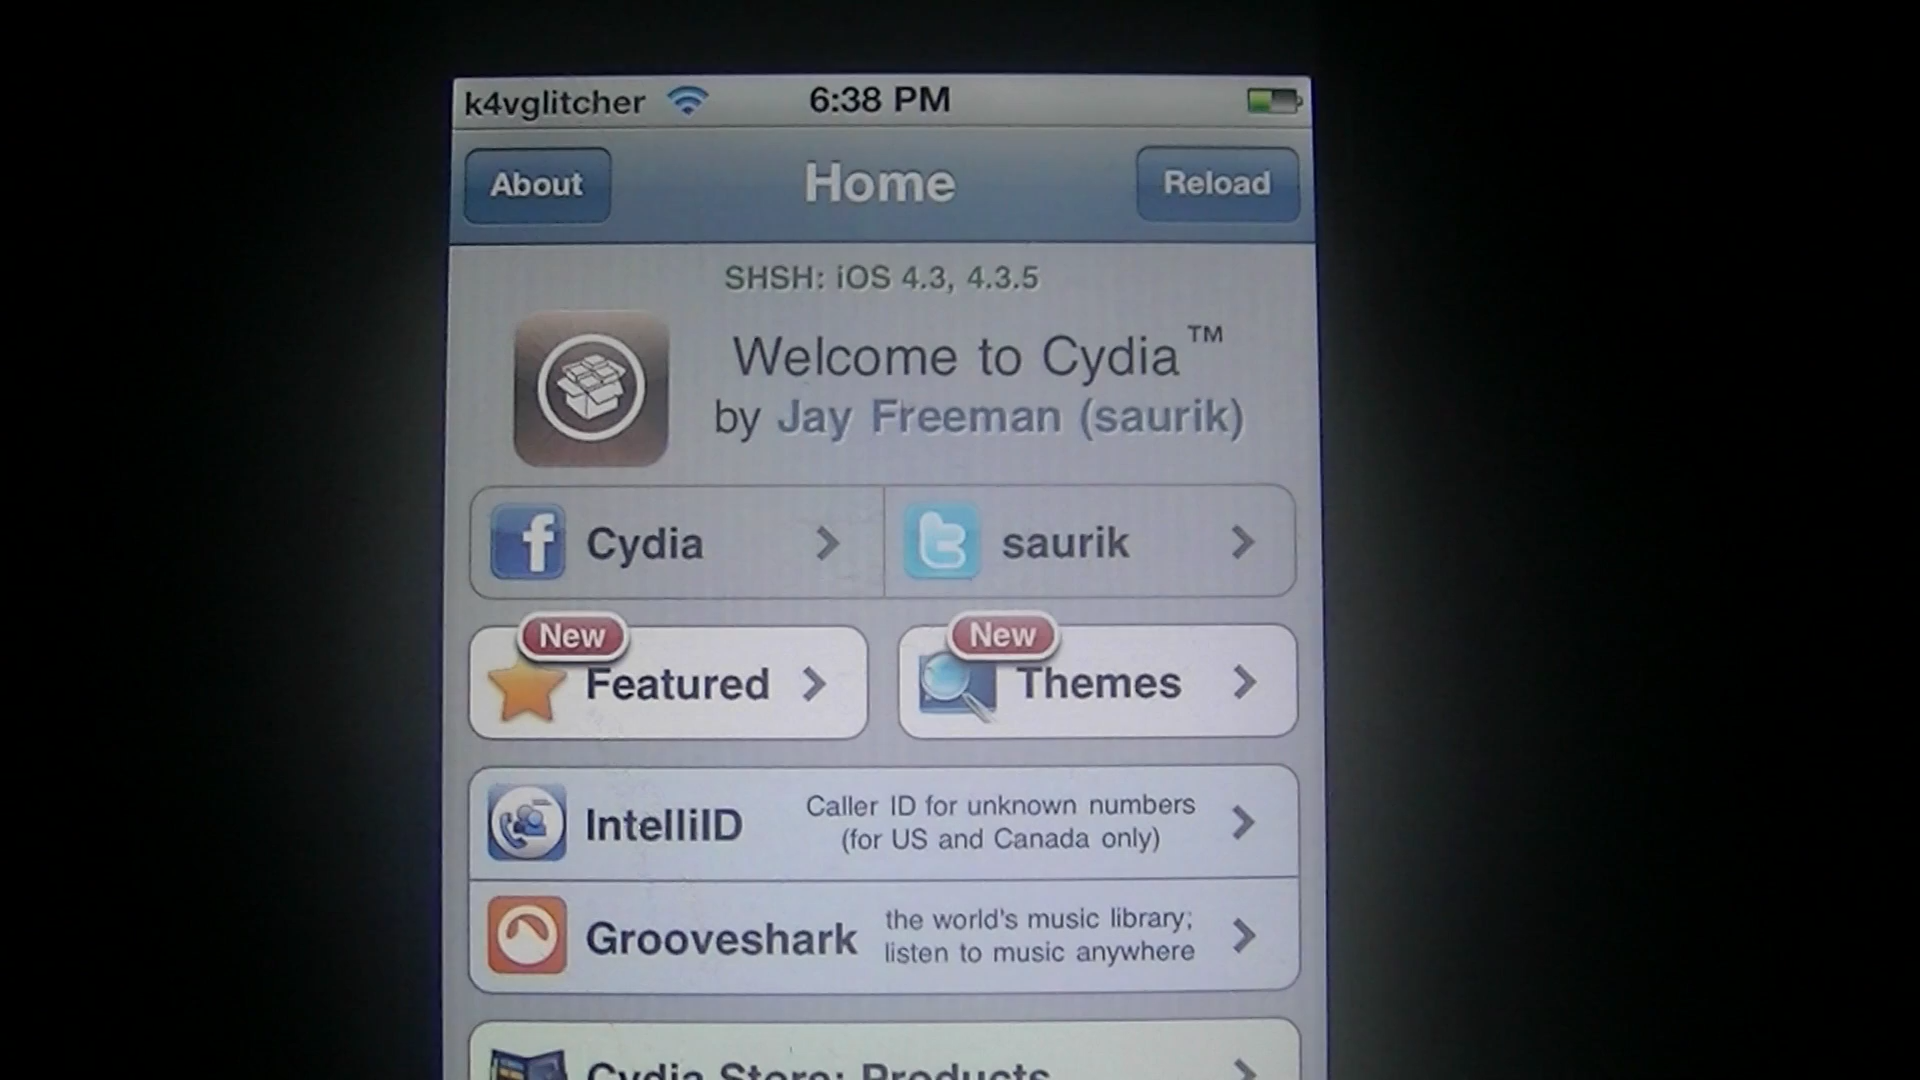 k4vglitcher 6:38 PM
About Home Reload
SHSH: iOS 4.3, 4.3.5
Welcome to Cydia™
by Jay Freeman (saurik)
Cydia saurik
New New
Featured Themes
IntelliID Caller ID for unknown numbers
(for US and Canada only)
Grooveshark the world's music library;
listen to music anywhere
Cydia Store: Products